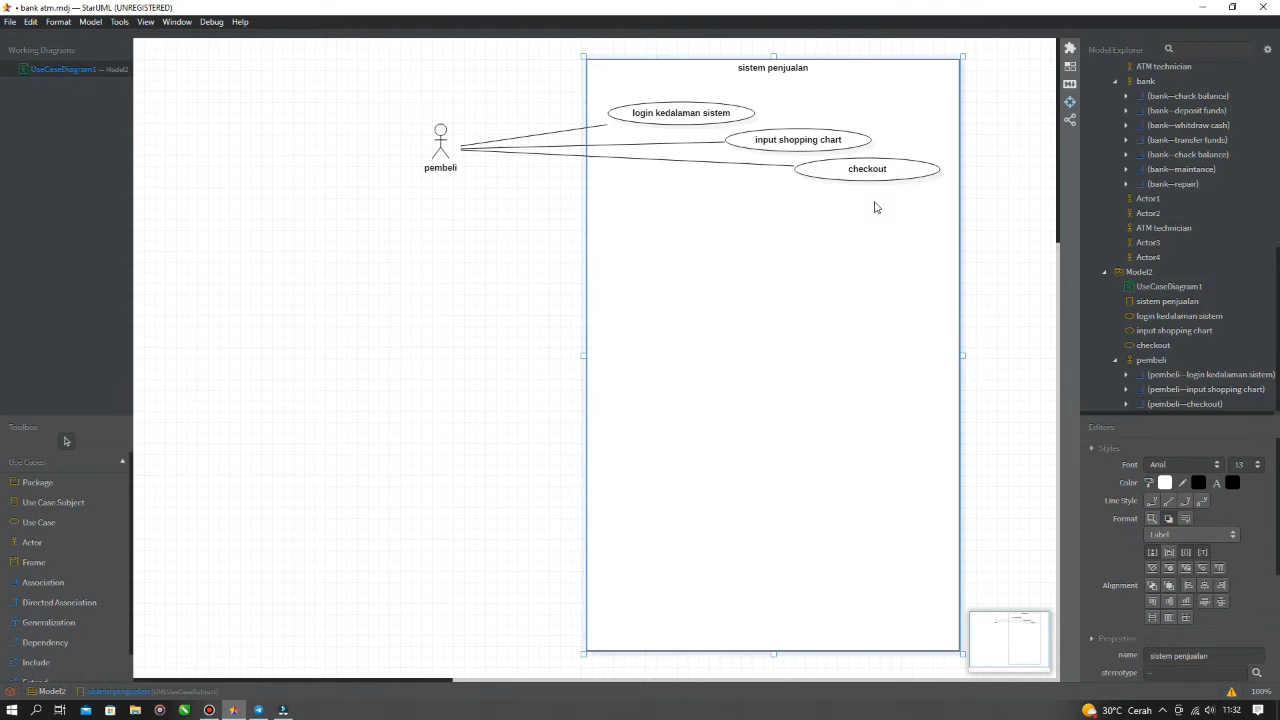 • bank atm.mdj — StarUML (UNREGISTERED)
File Edit Format Model Tools View Window Debug Help
Working Diagrams
UseCaseDiagram1 — Model2
sistem penjualan
login kedalaman sistem
input shopping chart
checkout
pembeli
Toolbox
Use Cases
Package
Use Case Subject
Use Case
Actor
Frame
Association
Directed Association
Generalization
Dependency
Include
Extend
Model Explorer
ATM technician
bank
(bank—chack balance)
(bank—deposit funds)
(bank—whitdraw cash)
(bank—transfer funds)
(bank—chack balance)
(bank—maintance)
(bank—repair)
Actor1
Actor2
ATM technician
Actor3
Actor4
Model2
UseCaseDiagram1
sistem penjualan
login kedalaman sistem
input shopping chart
checkout
pembeli
(pembeli—login kedalaman sistem)
(pembeli—input shopping chart)
(pembeli—checkout)
Editors
Styles
Font Arial 13
Color
Line Style
Format
Label
Alignment
Properties
name sistem penjualan
stereotype —
Model2 sistem penjualan [UMLUseCaseSubject]
100%
30°C Cerah
11:32